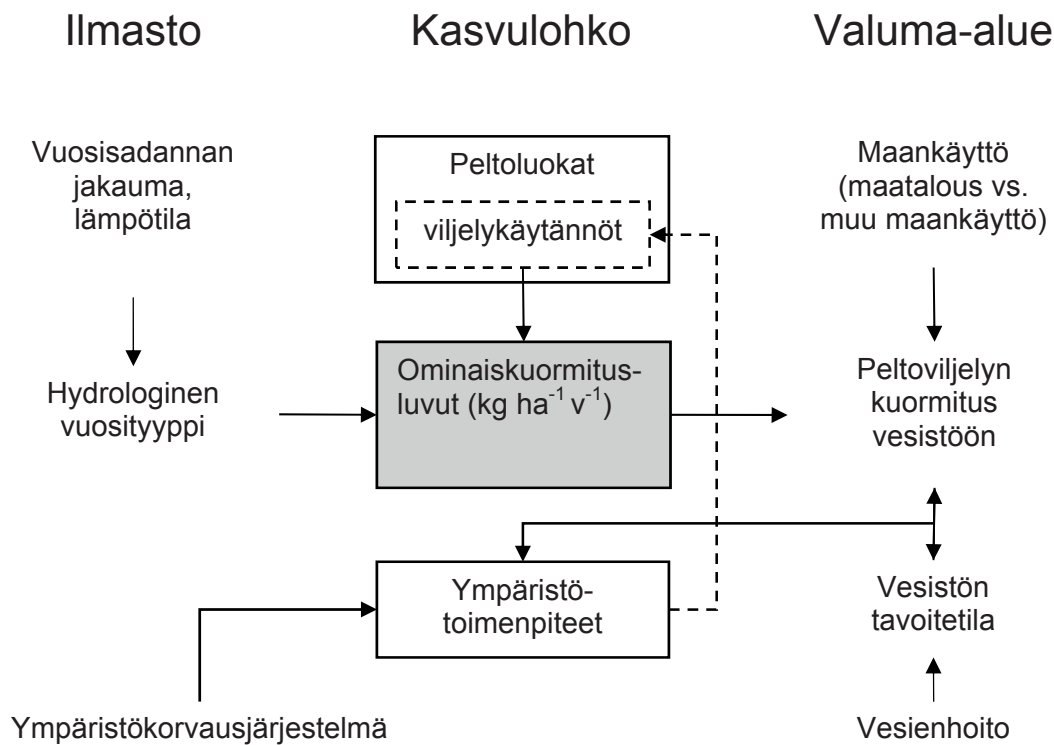 Ilmasto
Kasvulohko
Valuma-alue
Vuosisadannan
jakauma,
lämpötila
Peltoluokat
viljelykäytännöt
Maankäyttö
(maatalous vs.
muu maankäyttö)
Hydrologinen
vuosityyppi
Ominaiskuormitus-
luvut (kg ha⁻¹ v⁻¹)
Peltoviljelyn
kuormitus
vesistöön
Ympäristö-
toimenpiteet
Vesistön
tavoitetila
Ympäristökorvausjärjestelmä
Vesienhoito